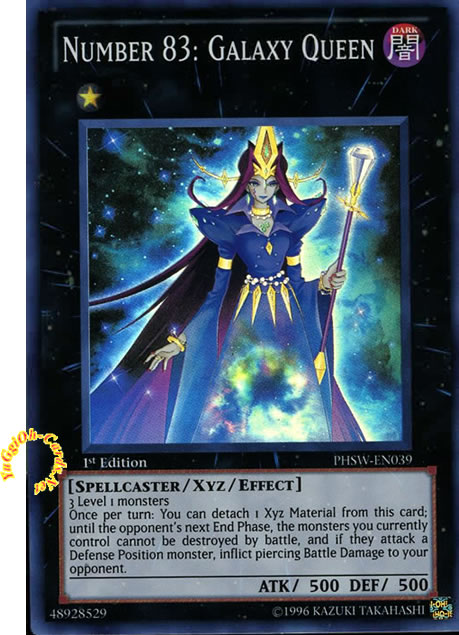 NUMBER 83: GALAXY QUEEN
DARK
闇
1st Edition
PHSW-EN039
[SPELLCASTER/XYZ/EFFECT]
3 Level 1 monsters
Once per turn: You can detach 1 Xyz Material from this card;
until the opponent's next End Phase, the monsters you currently
control cannot be destroyed by battle, and if they attack a
Defense Position monster, inflict piercing Battle Damage to your
opponent.
ATK/ 500 DEF/ 500
48928529
©1996 KAZUKI TAKAHASHI
YuGgiOh-Cards.Net